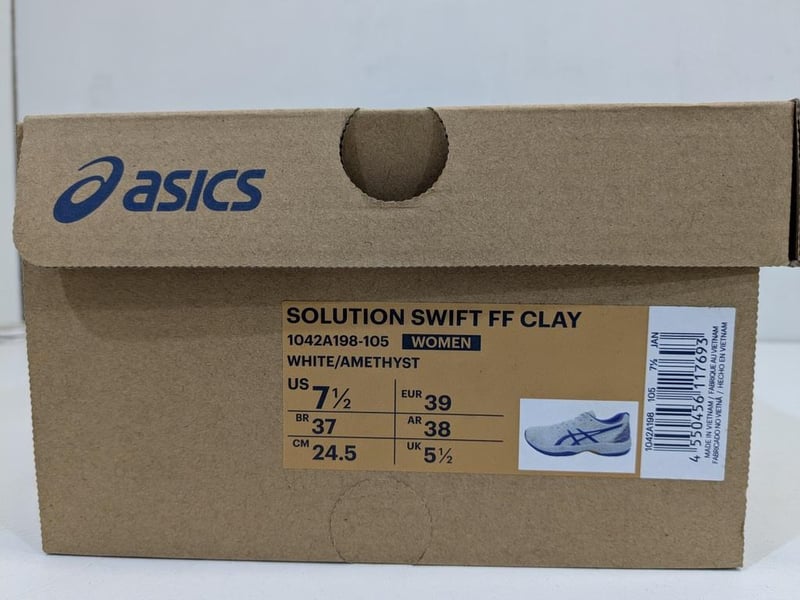 asics
SOLUTION SWIFT FF CLAY
1042A198-105 WOMEN
WHITE/AMETHYST
US 7½ EUR 39
BR 37 AR 38
CM 24.5 UK 5½
1042A198 105 7½ JAN
4 550456 117693
MADE IN VIETNAM / FABRIQUE AU VIETNAM
FABRICADO NO VIETNÃ / HECHO EN VIETNAM